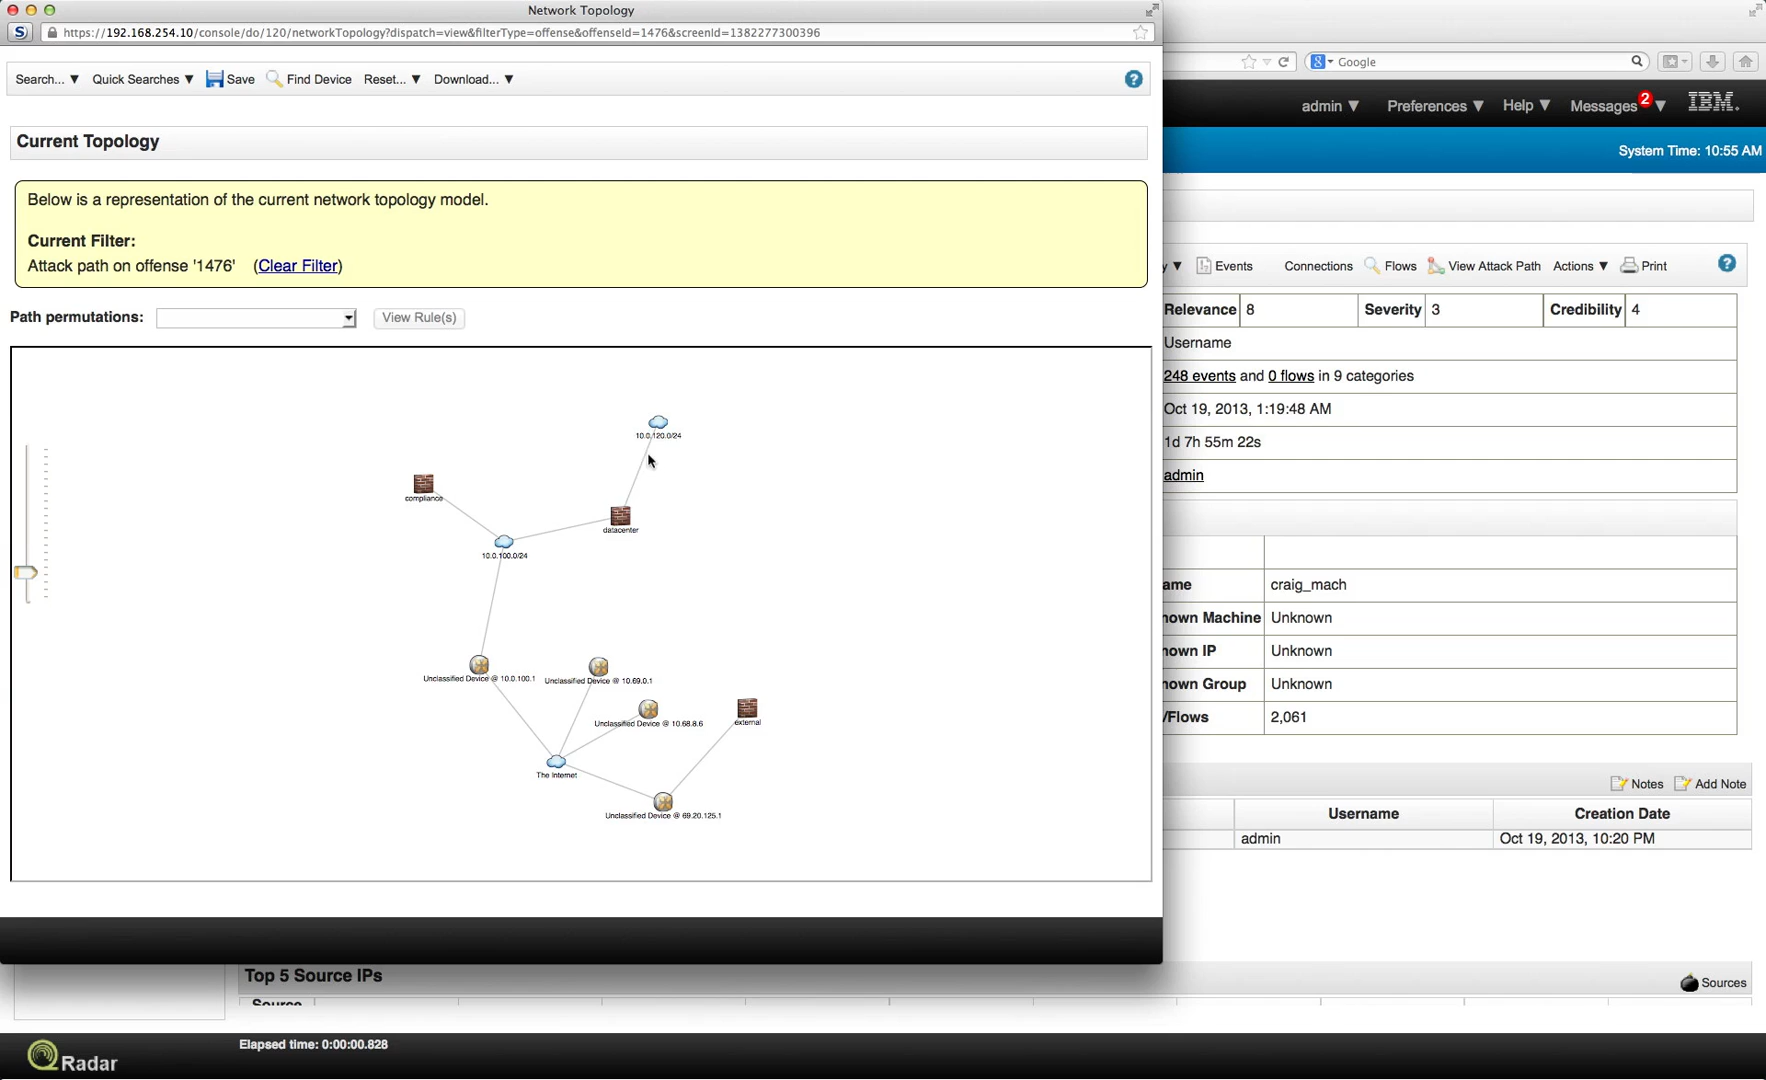 Network Topology
https://192.168.254.10/console/do/120/networkTopology?dispatch=view&filterType=offense&offenseId=1476&screenId=1382277300396
Search... ▼ Quick Searches ▼ Save Find Device Reset... ▼ Download... ▼
Google
admin ▼ Preferences ▼ Help ▼ Messages 2 ▼ IBM.
System Time: 10:55 AM
Current Topology
Below is a representation of the current network topology model.
Current Filter:
Attack path on offense '1476' (Clear Filter)
Path permutations: View Rule(s)
y ▼ Events Connections Flows View Attack Path Actions ▼ Print
Relevance 8 Severity 3 Credibility 4
Username
248 events and 0 flows in 9 categories
Oct 19, 2013, 1:19:48 AM
1d 7h 55m 22s
admin
10.0.120.0/24
compliance
datacenter
10.0.100.0/24
Unclassified Device @ 10.0.100.1
Unclassified Device @ 10.69.0.1
Unclassified Device @ 10.68.8.6
external
The Internet
Unclassified Device @ 69.20.125.1
ame craig_mach
nown Machine Unknown
nown IP Unknown
nown Group Unknown
/Flows 2,061
Notes Add Note
Username Creation Date
admin Oct 19, 2013, 10:20 PM
Top 5 Source IPs
Sources
Source
QRadar
Elapsed time: 0:00:00.828